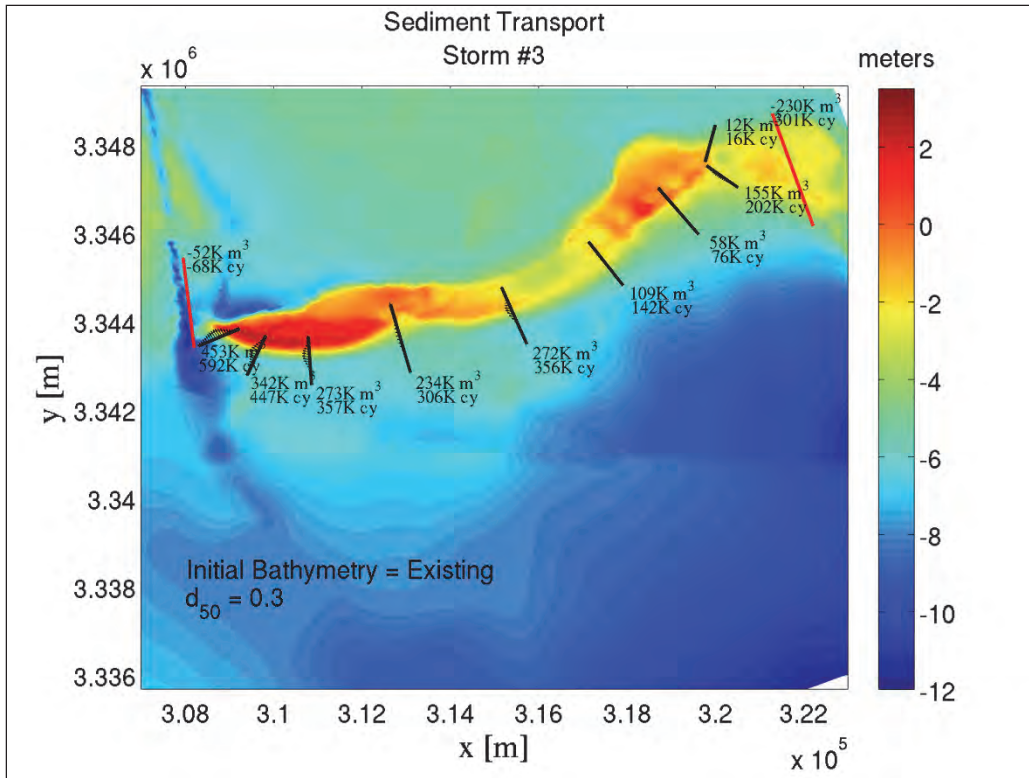 Sediment Transport
Storm #3
x 10^6
meters
3.348
3.346
3.344
3.342
3.34
3.338
3.336
y [m]
-52K m^3
-68K cy
453K m^3
592K cy
342K m^3
447K cy
273K m^3
357K cy
234K m^3
306K cy
272K m^3
356K cy
109K m^3
142K cy
58K m^3
76K cy
12K m^3
16K cy
155K m^3
202K cy
-230K m^3
-301K cy
Initial Bathymetry = Existing
d_50 = 0.3
3.08
3.1
3.12
3.14
3.16
3.18
3.2
3.22
x [m]
x 10^5
2
0
-2
-4
-6
-8
-10
-12